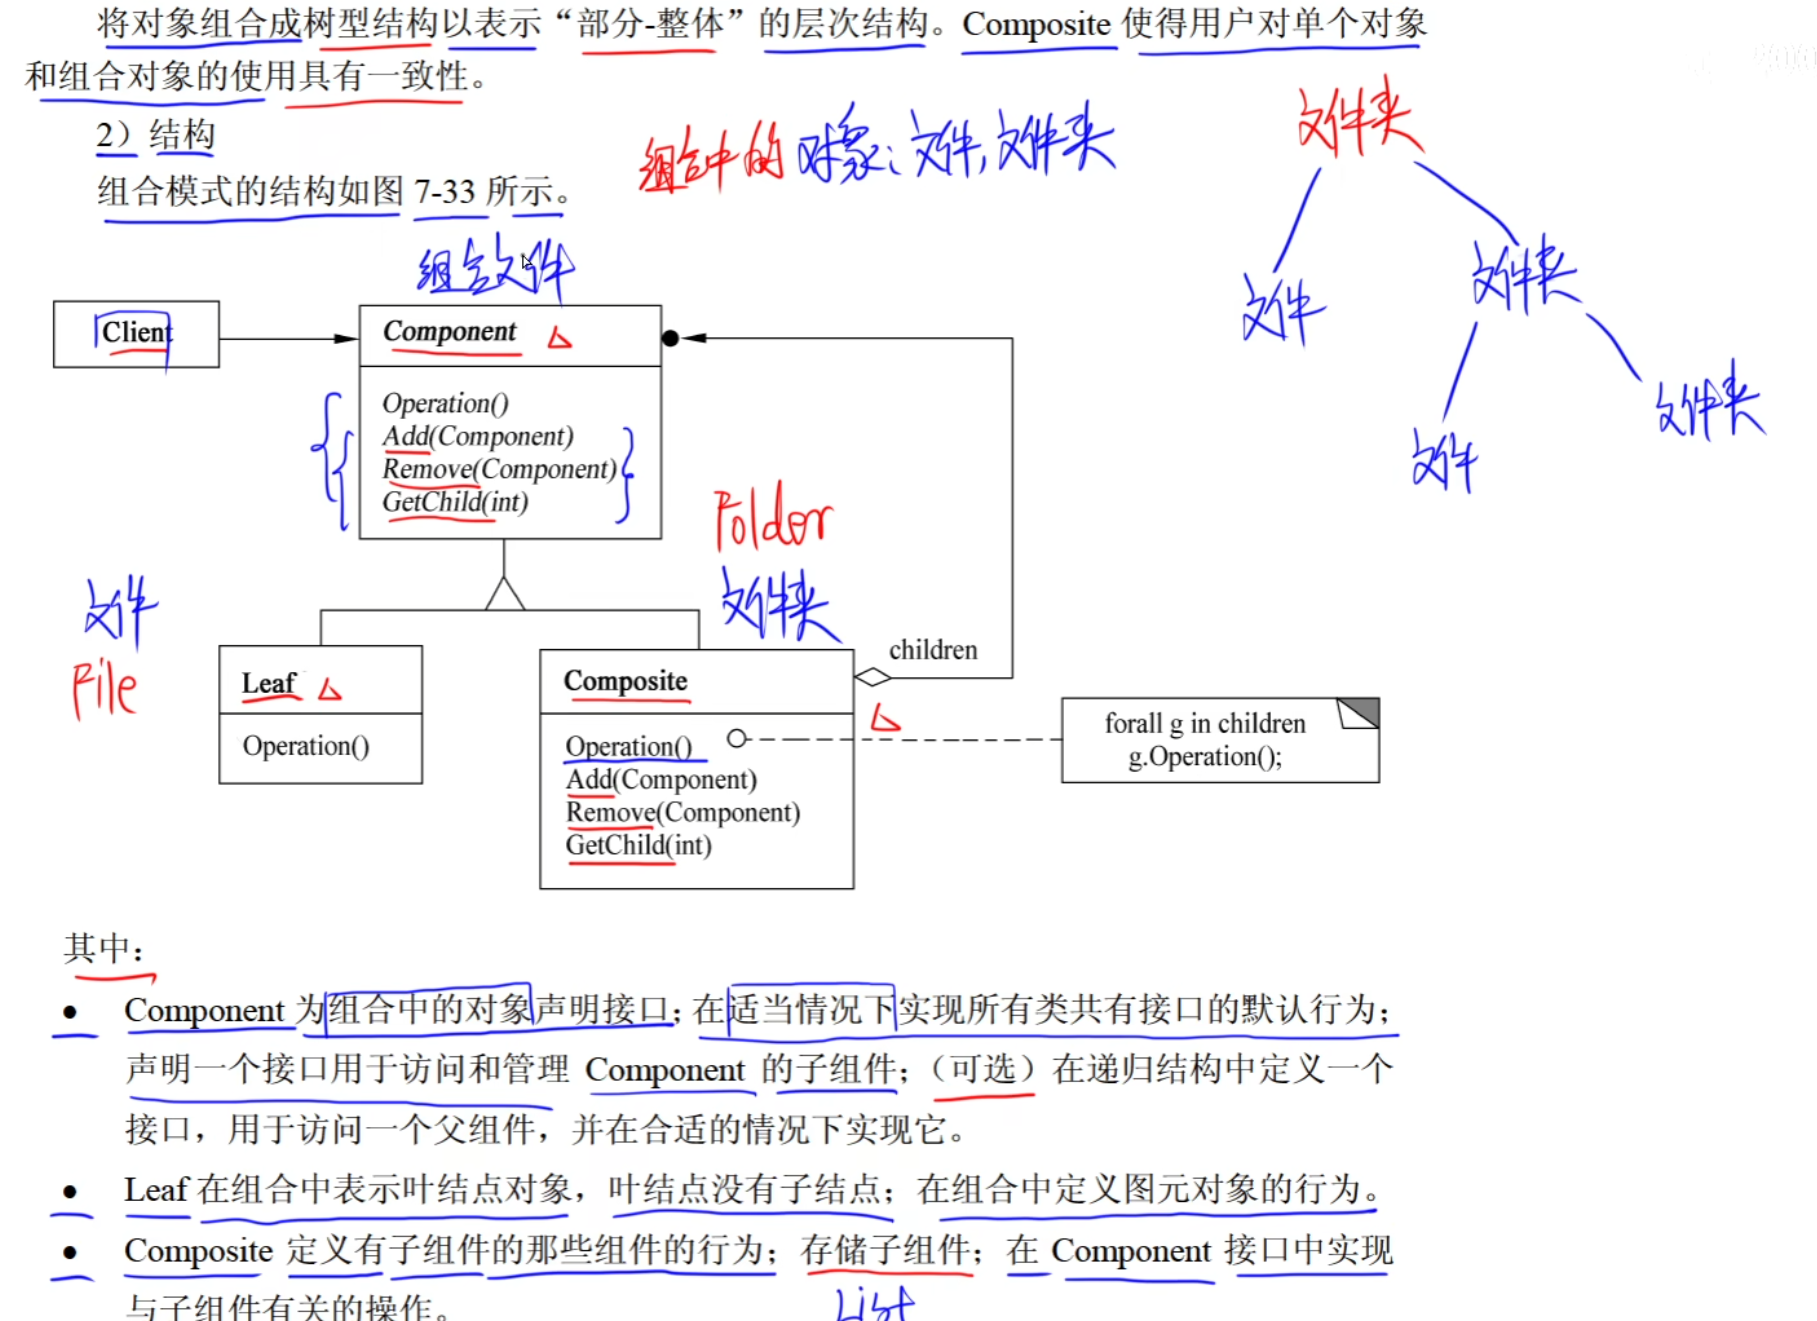 将对象组合成树型结构以表示“部分-整体”的层次结构。Composite 使得用户对单个对象
和组合对象的使用具有一致性。
2）结构
组合模式的结构如图 7-33 所示。
组合中的对象：文件，文件夹
文件夹
文件
文件夹
文件
文件夹
组合文件
Client
Component
Operation()
Add(Component)
Remove(Component)
GetChild(int)
Folder
文件夹
文件
File
children
Leaf
Operation()
Composite
Operation()
Add(Component)
Remove(Component)
GetChild(int)
forall g in children
g.Operation();
其中：
● Component 为组合中的对象声明接口；在适当情况下实现所有类共有接口的默认行为；
声明一个接口用于访问和管理 Component 的子组件；（可选）在递归结构中定义一个
接口，用于访问一个父组件，并在合适的情况下实现它。
● Leaf 在组合中表示叶结点对象，叶结点没有子结点；在组合中定义图元对象的行为。
● Composite 定义有子组件的那些组件的行为；存储子组件；在 Component 接口中实现
与子组件有关的操作。
List